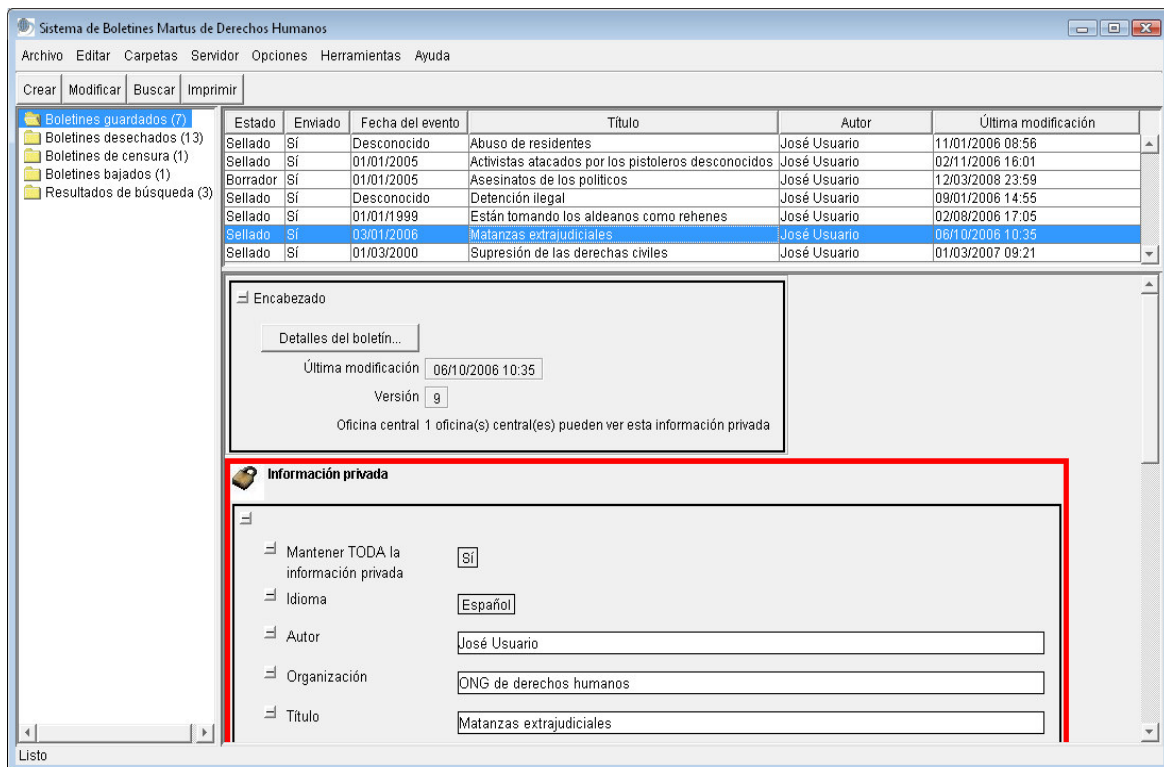 Sistema de Boletines Martus de Derechos Humanos
Archivo Editar Carpetas Servidor Opciones Herramientas Ayuda
Crear Modificar Buscar Imprimir
Boletines guardados (7)
Boletines desechados (13)
Boletines de censura (1)
Boletines bajados (1)
Resultados de búsqueda (3)
Estado Enviado Fecha del evento Título Autor Última modificación
Sellado Sí Desconocido Abuso de residentes José Usuario 11/01/2006 08:56
Sellado Sí 01/01/2005 Activistas atacados por los pistoleros desconocidos José Usuario 02/11/2006 16:01
Borrador Sí 01/01/2005 Asesinatos de los politicos José Usuario 12/03/2008 23:59
Sellado Sí Desconocido Detención ilegal José Usuario 09/01/2006 14:55
Sellado Sí 01/01/1999 Están tomando los aldeanos como rehenes José Usuario 02/08/2006 17:05
Sellado Sí 03/01/2006 Matanzas extrajudiciales José Usuario 06/10/2006 10:35
Sellado Sí 01/03/2000 Supresión de las derechas civiles José Usuario 01/03/2007 09:21
Encabezado
Detalles del boletín...
Última modificación 06/10/2006 10:35
Versión 9
Oficina central 1 oficina(s) central(es) pueden ver esta información privada
Información privada
Mantener TODA la
información privada
Sí
Idioma Español
Autor José Usuario
Organización ONG de derechos humanos
Título Matanzas extrajudiciales
Listo